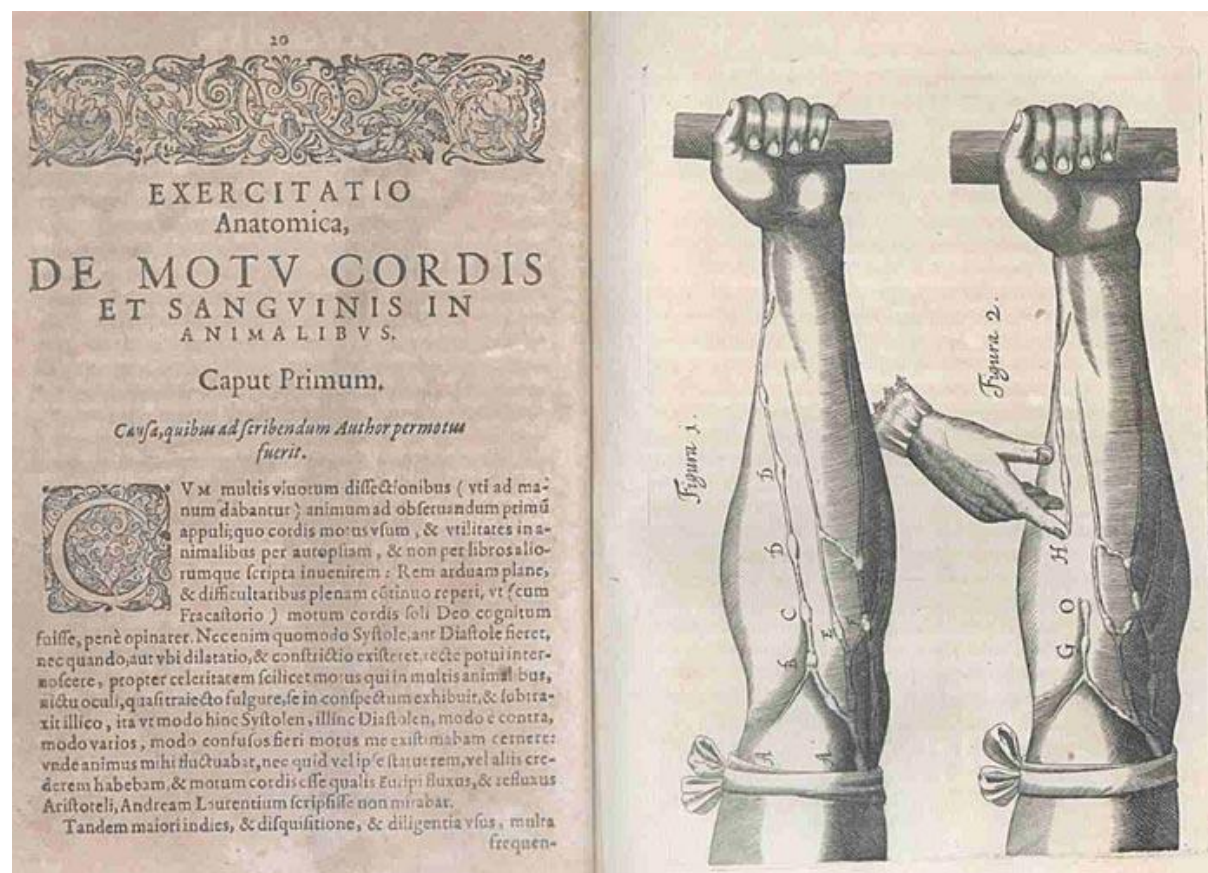 20
EXERCITATIO
Anatomica,
DE MOTV CORDIS
ET SANGVINIS IN
ANIMALIBVS.
Caput Primum.
Cauſa, quibus ad ſcribendum Author permotus
fuerit.
CVM multis viuorum diſſectionibus (vti ad ma-
num dabantur) animum ad obſeruandum primũ
appuli; quo cordis motus vſum, & vtilitates in a-
nimalibus per autopſiam, & non per libros alio-
rumque ſcripta inuenirem: Rem arduam plane,
& difficultatibus plenam cõtinuo reperi, vt (cum
Fracaſtorio) motum cordis ſoli Deo cognitum
fuiſſe, penè opinarer. Nec enim quomodo Syſtole, aut Diaſtole fieret,
nec quando, aut vbi dilatatio, & conſtrictio exiſteret, recte potui inter-
noſcere, propter celeritatem ſcilicet motus qui in multis animalibus,
nictu oculi, quaſi traiecto fulgure, ſe in conſpectum exhibuit, & ſubtra-
xit illico, ita vt modo hinc Syſtolen, illinc Diaſtolen, modo è contra,
modo varios, modo confuſos fieri motus me exiſtimabam cernere:
vnde animus mihi fluctuabat, nec quid vel ipſe ſtatuerem, vel aliis cre-
derem habebam, & motum cordis eſſe qualis Euripi fluxus, & refluxus
Ariſtoteli, Andream Laurentium ſcripſiſſe non mirabar.
Tandem maiori indies, & diſquiſitione, & diligentia vſus, multa
frequen-
Figura 1.
D
D
C
E
A
A
Figura 2.
H
O
G